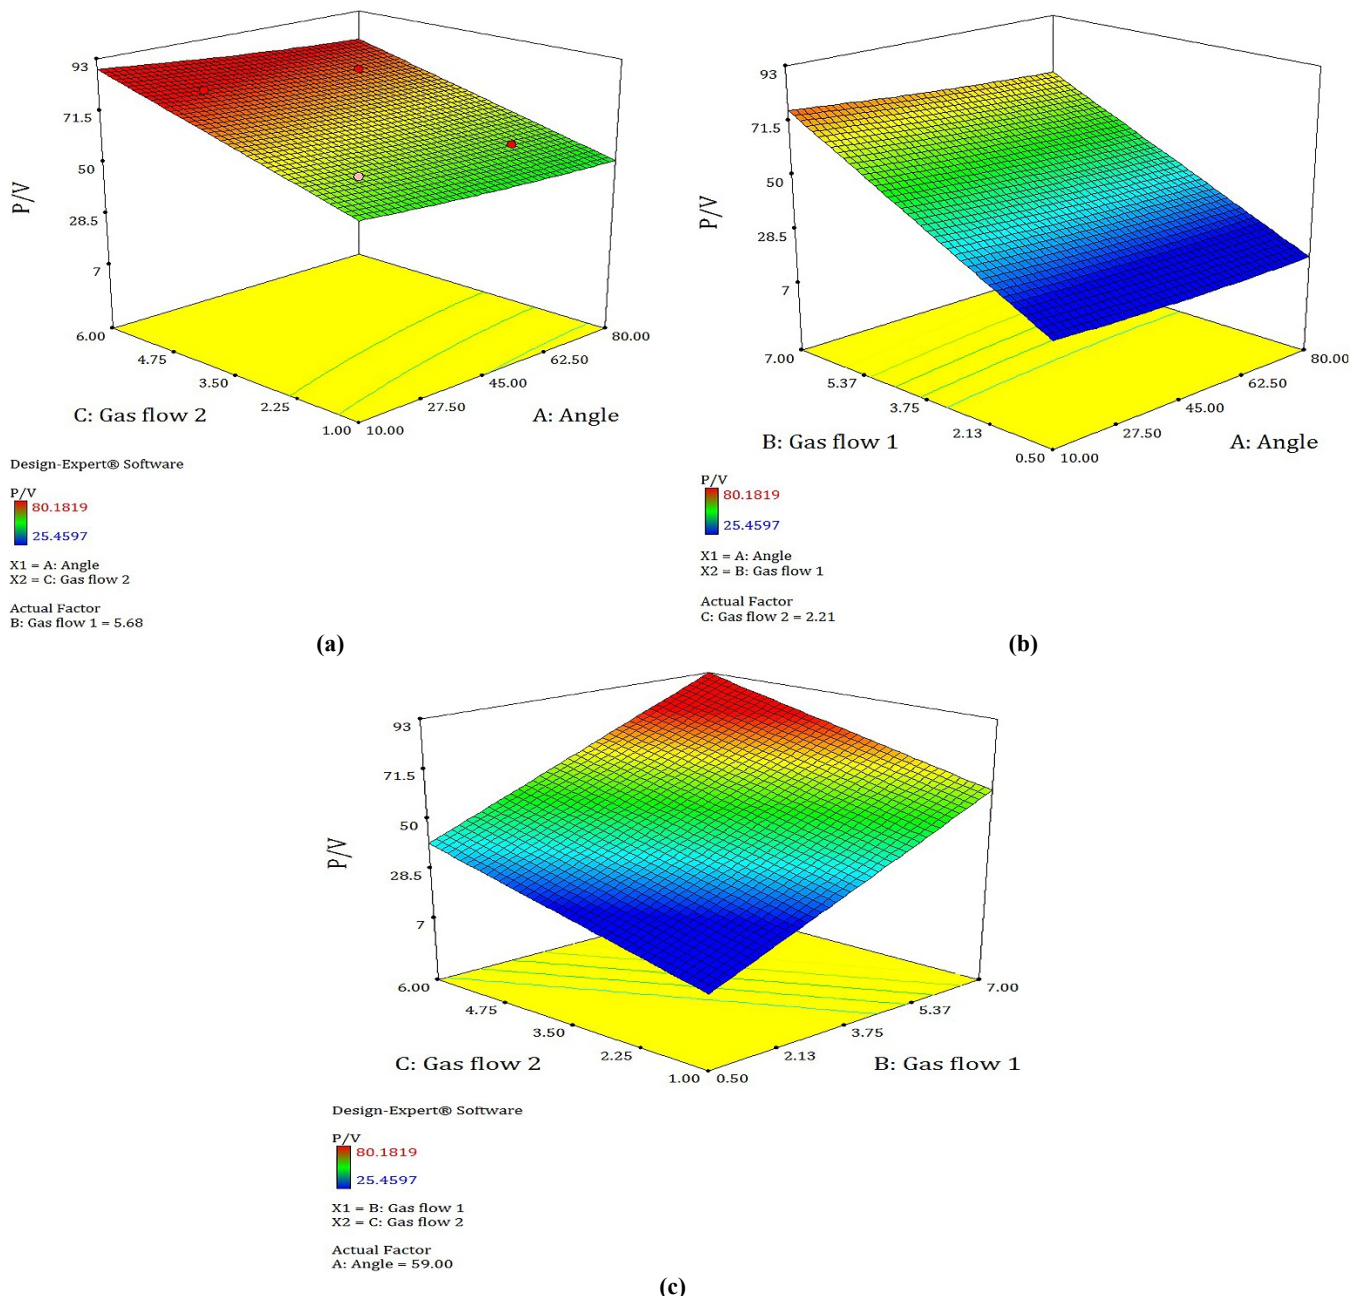 93
71.5
50
28.5
7
P/V
6.00
4.75
3.50
2.25
1.00
10.00
27.50
45.00
62.50
80.00
C: Gas flow 2
A: Angle
Design-Expert® Software
P/V
80.1819
25.4597
X1 = A: Angle
X2 = C: Gas flow 2
Actual Factor
B: Gas flow 1 = 5.68
(a)
93
71.5
50
28.5
7
P/V
7.00
5.37
3.75
2.13
0.50
10.00
27.50
45.00
62.50
80.00
B: Gas flow 1
A: Angle
P/V
80.1819
25.4597
X1 = A: Angle
X2 = B: Gas flow 1
Actual Factor
C: Gas flow 2 = 2.21
(b)
93
71.5
50
28.5
7
P/V
6.00
4.75
3.50
2.25
1.00
0.50
2.13
3.75
5.37
7.00
C: Gas flow 2
B: Gas flow 1
Design-Expert® Software
P/V
80.1819
25.4597
X1 = B: Gas flow 1
X2 = C: Gas flow 2
Actual Factor
A: Angle = 59.00
(c)